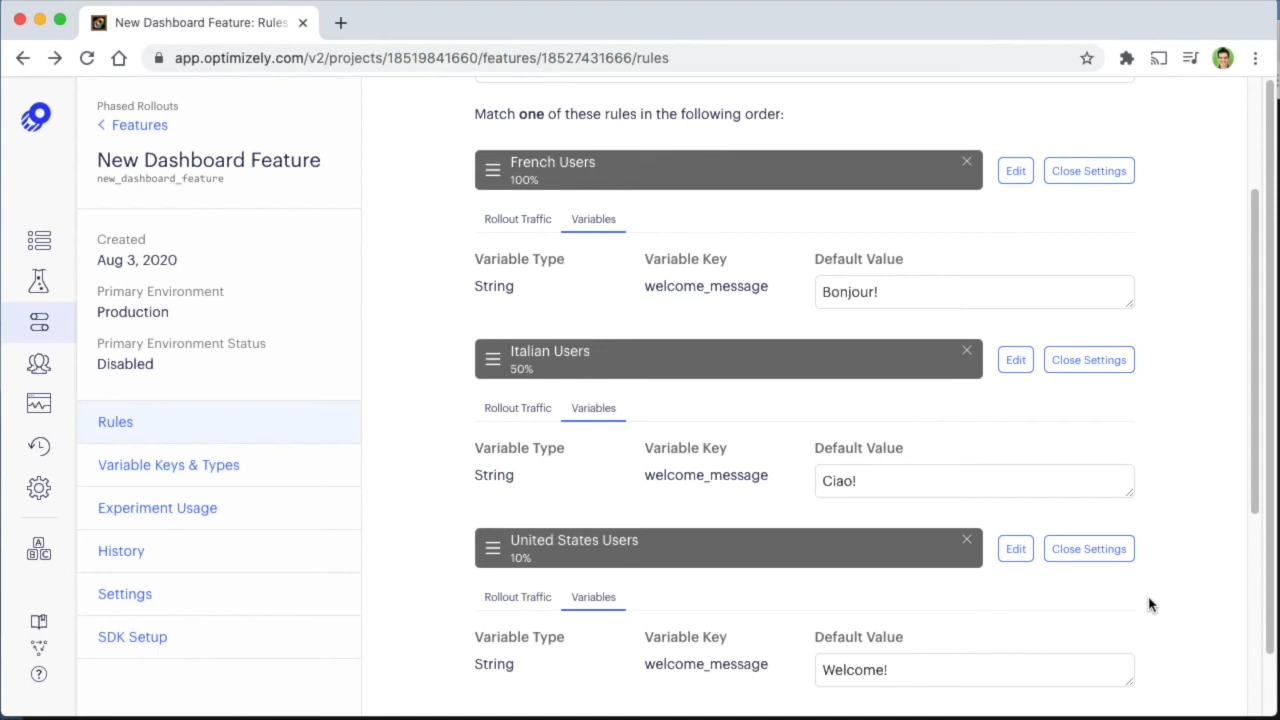 New Dashboard Feature: Rules
app.optimizely.com/v2/projects/18519841660/features/18527431666/rules
Phased Rollouts
Features
New Dashboard Feature
new_dashboard_feature
Created
Aug 3, 2020
Primary Environment
Production
Primary Environment Status
Disabled
Rules
Variable Keys & Types
Experiment Usage
History
Settings
SDK Setup
A
B C
Match one of these rules in the following order:
French Users
100%
Edit
Close Settings
Rollout Traffic
Variables
Variable Type
Variable Key
Default Value
String
welcome_message
Bonjour!
Italian Users
50%
Edit
Close Settings
Rollout Traffic
Variables
Variable Type
Variable Key
Default Value
String
welcome_message
Ciao!
United States Users
10%
Edit
Close Settings
Rollout Traffic
Variables
Variable Type
Variable Key
Default Value
String
welcome_message
Welcome!